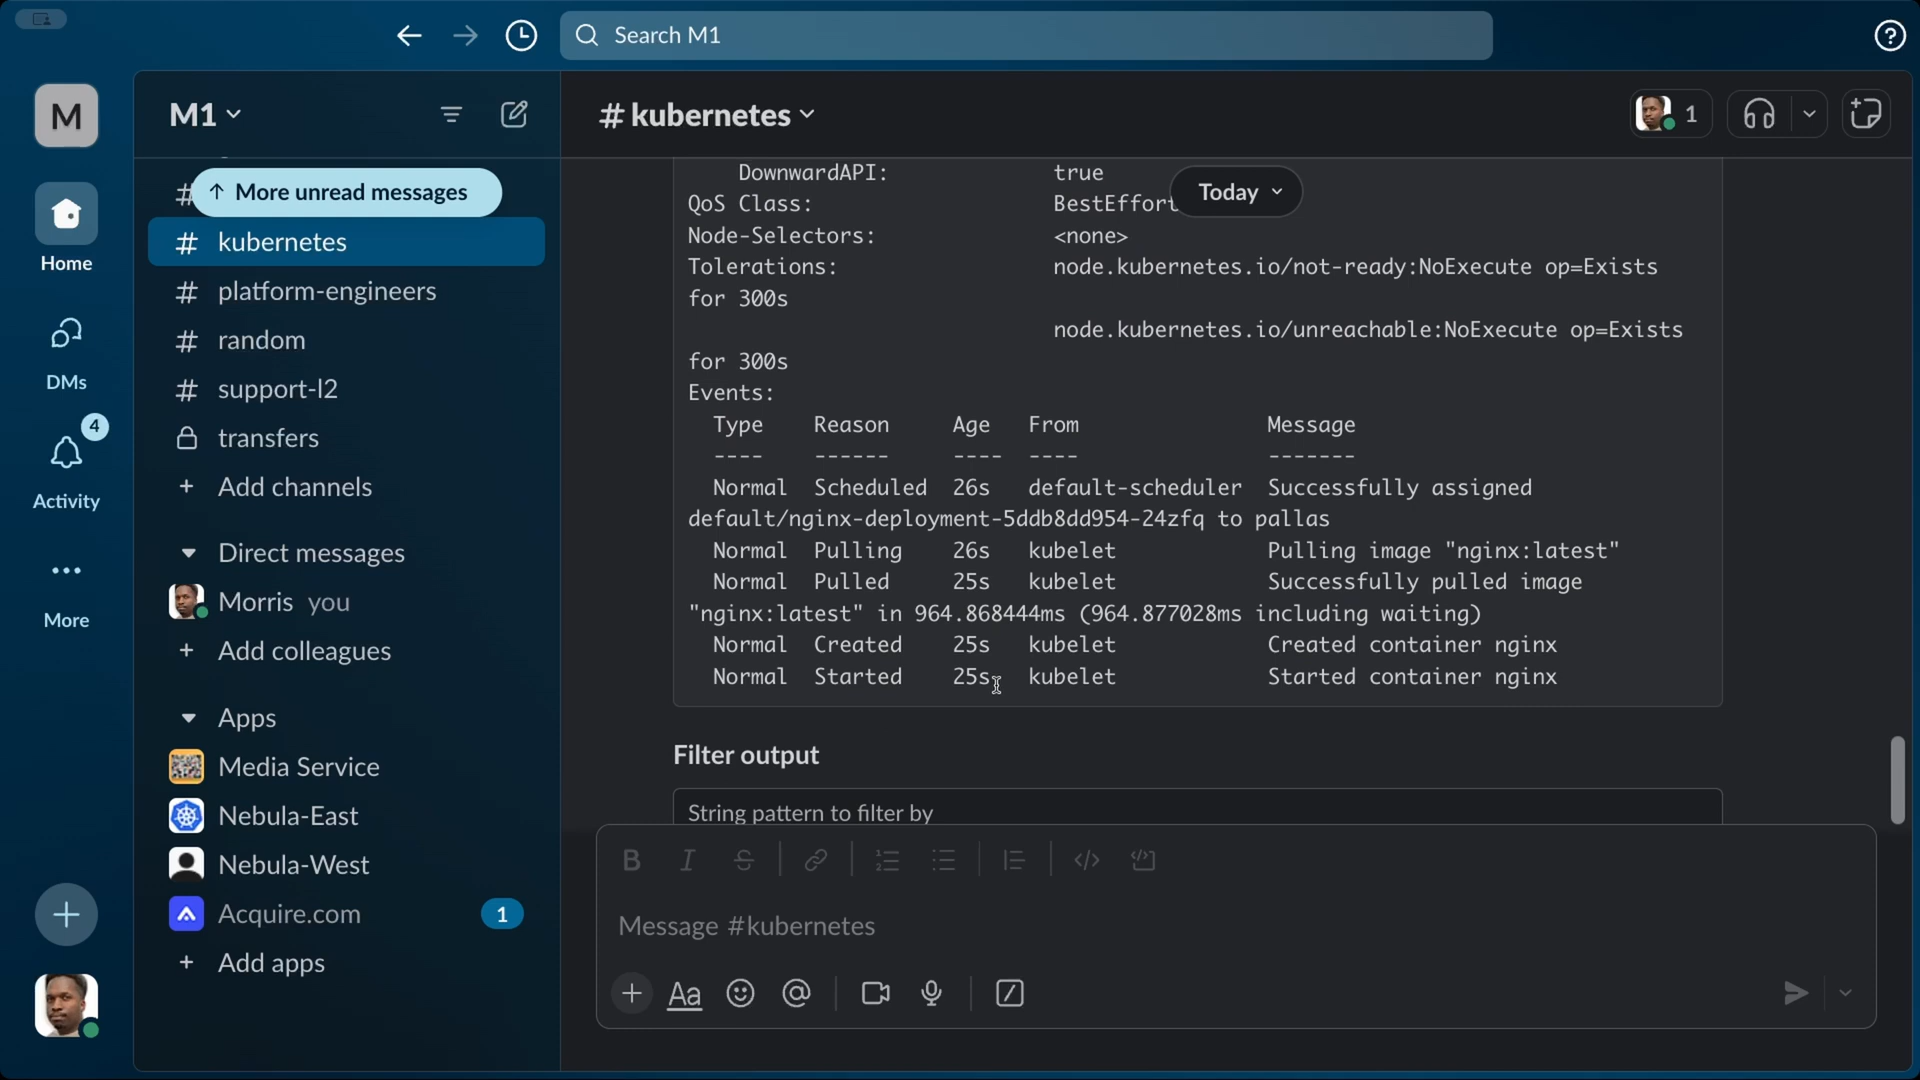 Search M1
M
M1
# kubernetes
1
↑ More unread messages
#
# kubernetes
# platform-engineers
# random
# support-l2
transfers
+ Add channels
Direct messages
Morris you
+ Add colleagues
Apps
Media Service
Nebula-East
Nebula-West
Acquire.com 1
+ Add apps
Home
DMs
4
Activity
More
Today
DownwardAPI: true
QoS Class: BestEffort
Node-Selectors: <none>
Tolerations: node.kubernetes.io/not-ready:NoExecute op=Exists
for 300s
node.kubernetes.io/unreachable:NoExecute op=Exists
for 300s
Events:
Type Reason Age From Message
---- ------ ---- ---- -------
Normal Scheduled 26s default-scheduler Successfully assigned
default/nginx-deployment-5ddb8dd954-24zfq to pallas
Normal Pulling 26s kubelet Pulling image "nginx:latest"
Normal Pulled 25s kubelet Successfully pulled image
"nginx:latest" in 964.868444ms (964.877028ms including waiting)
Normal Created 25s kubelet Created container nginx
Normal Started 25s kubelet Started container nginx
Filter output
String pattern to filter by
B I S
Message #kubernetes
+ Aa @